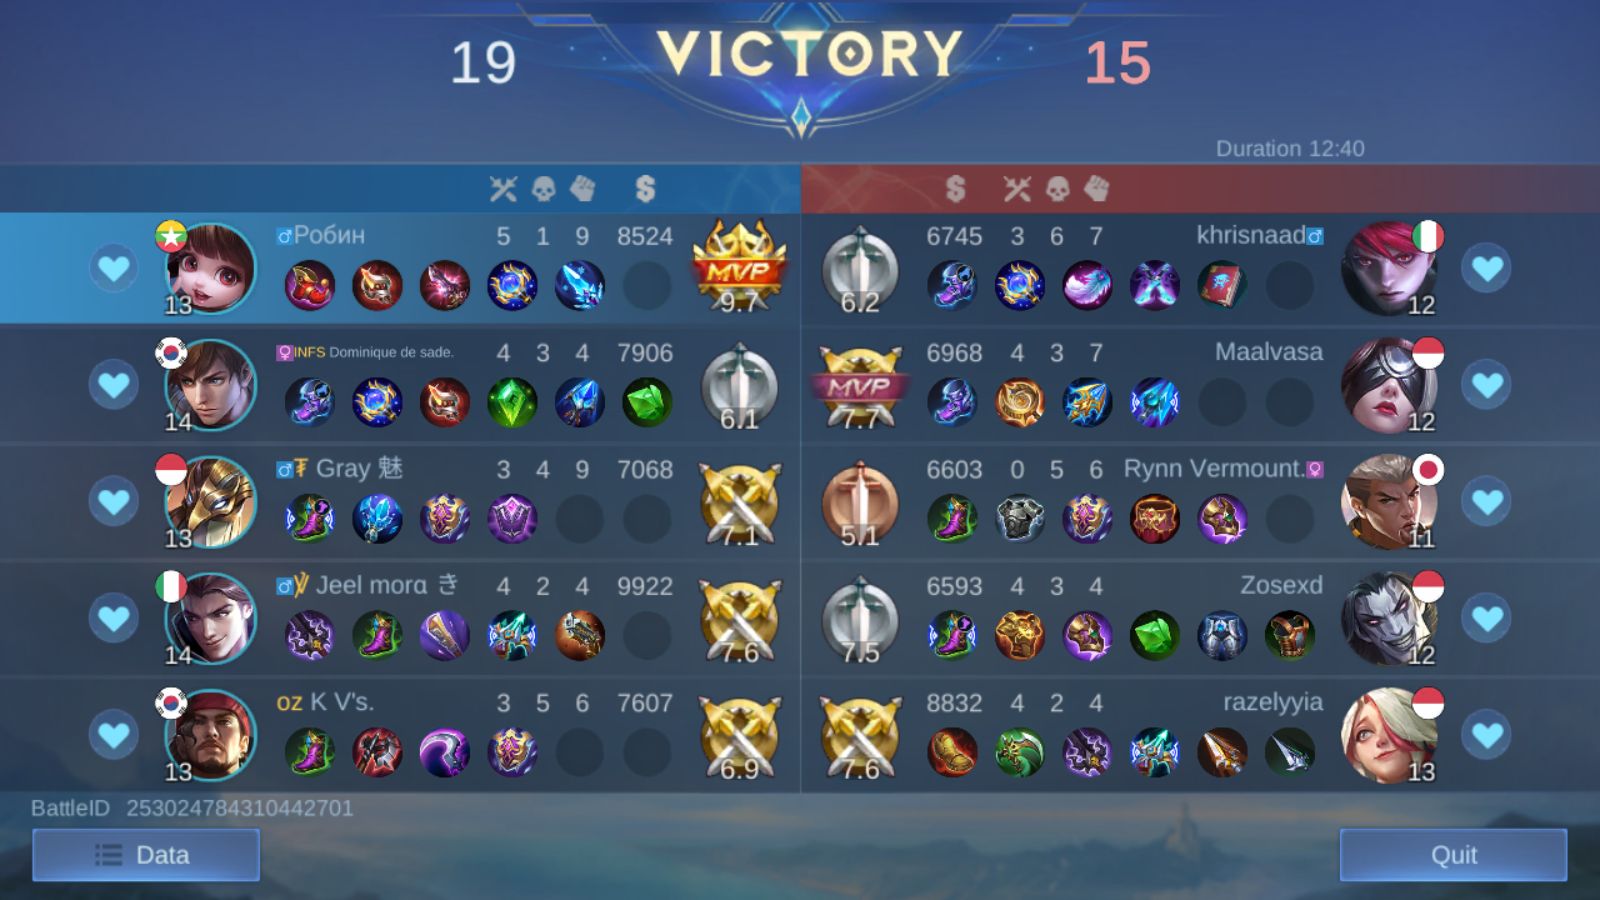 19 VICTORY 15
Duration 12:40
Робин 5 1 9 8524 MVP 9.7 13
6.2 6745 3 6 7 khrisnaad 12
INFS Dominique de sade. 4 3 4 7906 6.1 14
MVP 7.7 6968 4 3 7 Maalvasa 12
Gray 魅 3 4 9 7068 7.1 13
5.1 6603 0 5 6 Rynn Vermount. 11
Jeel morɑ き 4 2 4 9922 7.6 14
7.5 6593 4 3 4 Zosexd 12
oz K V's. 3 5 6 7607 6.9 13
7.6 8832 4 2 4 razelyyia 13
BattleID 253024784310442701
Data
Quit